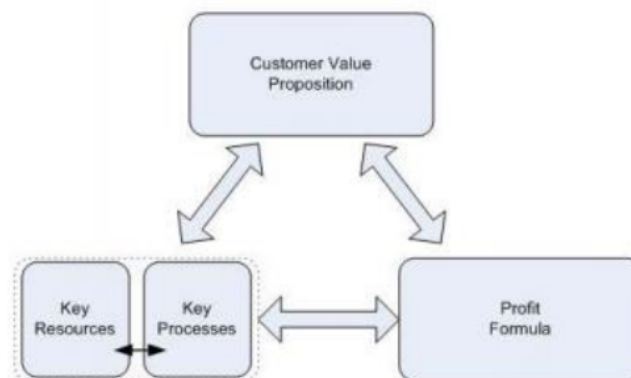 Customer Value
Proposition
Key
Resources
Key
Processes
Profit
Formula